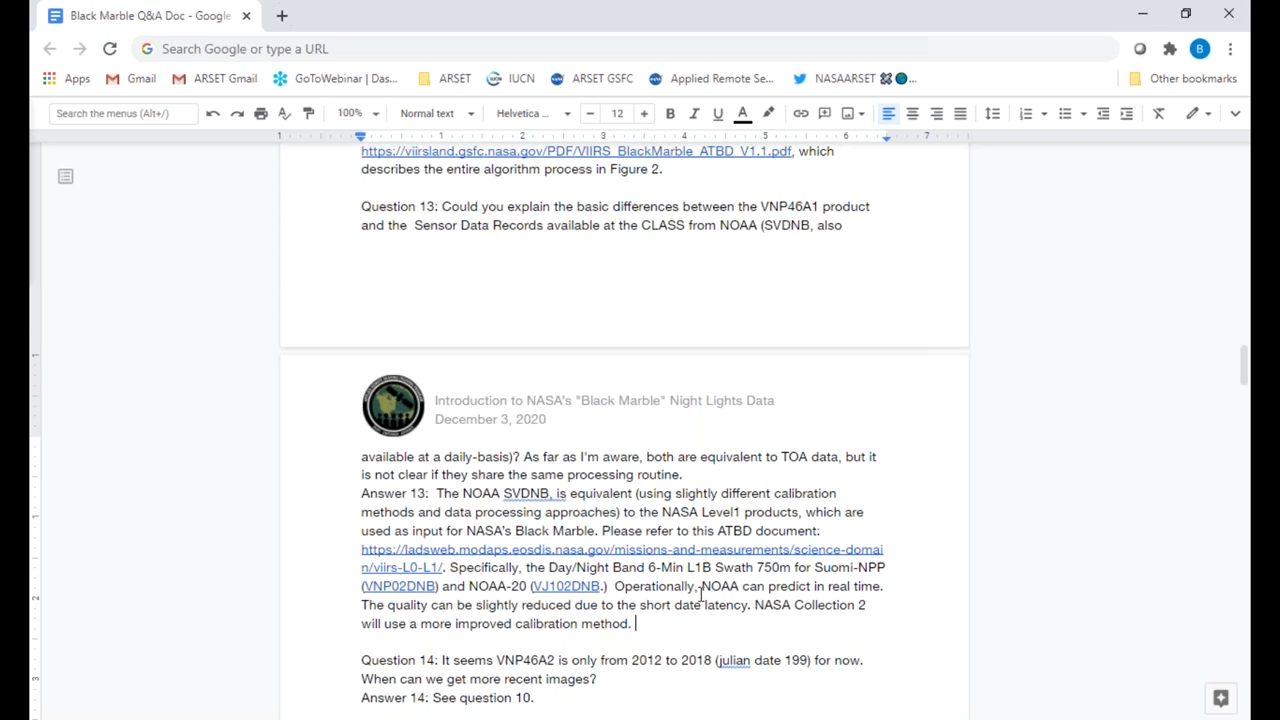 Black Marble Q&A Doc - Google
Search Google or type a URL
B
Apps
Gmail
ARSET Gmail
GoToWebinar | Das...
ARSET
IUCN
ARSET GSFC
Applied Remote Se...
NASAARSET
Other bookmarks
Search the menus (Alt+/)
100%
Normal text
Helvetica ...
12
B I U A
1 1 2 3 4 5 6 7
https://viirsland.gsfc.nasa.gov/PDF/VIIRS_BlackMarble_ATBD_V1.1.pdf, which
describes the entire algorithm process in Figure 2.
Question 13: Could you explain the basic differences between the VNP46A1 product
and the Sensor Data Records available at the CLASS from NOAA (SVDNB, also
Introduction to NASA's "Black Marble" Night Lights Data
December 3, 2020
available at a daily-basis)? As far as I'm aware, both are equivalent to TOA data, but it
is not clear if they share the same processing routine.
Answer 13: The NOAA SVDNB, is equivalent (using slightly different calibration
methods and data processing approaches) to the NASA Level1 products, which are
used as input for NASA's Black Marble. Please refer to this ATBD document:
https://ladsweb.modaps.eosdis.nasa.gov/missions-and-measurements/science-domai
n/viirs-L0-L1/. Specifically, the Day/Night Band 6-Min L1B Swath 750m for Suomi-NPP
(VNP02DNB) and NOAA-20 (VJ102DNB.) Operationally, NOAA can predict in real time.
The quality can be slightly reduced due to the short date latency. NASA Collection 2
will use a more improved calibration method.
Question 14: It seems VNP46A2 is only from 2012 to 2018 (julian date 199) for now.
When can we get more recent images?
Answer 14: See question 10.
1
1
2
3